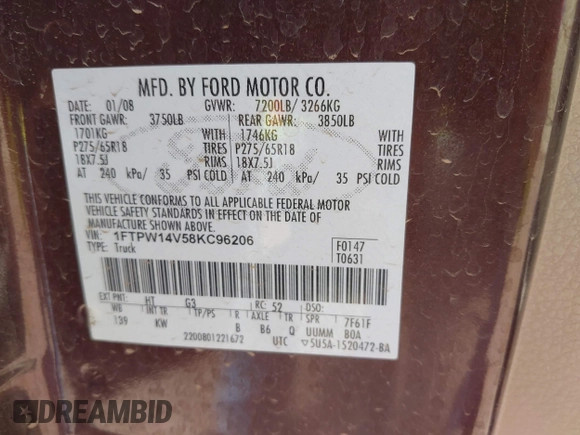 MFD. BY FORD MOTOR CO.
DATE: 01/08 GVWR: 7200LB/ 3266KG
FRONT GAWR: 3750LB REAR GAWR: 3850LB
1701KG WITH 1746KG WITH
P275/65R18 TIRES P275/65R18 TIRES
18X7.5J RIMS 18X7.5J RIMS
AT 240 kPa/ 35 PSI COLD AT 240 kPa/ 35 PSI COLD
THIS VEHICLE CONFORMS TO ALL APPLICABLE FEDERAL MOTOR
VEHICLE SAFETY STANDARDS IN EFFECT ON THE DATE OF
MANUFACTURE SHOWN ABOVE.
VIN: 1FTPW14V58KC96206
TYPE: Truck
F0147
T0631
EXT PNT: HT G3 RC: 52 DSO:
WB INT TR TP/PS R AXLE TR SPR 7F61F
139 KW B B6 Q UUMM BOA
2200801221672 UTC ▽5U5A-1520472-BA
DREAMBID